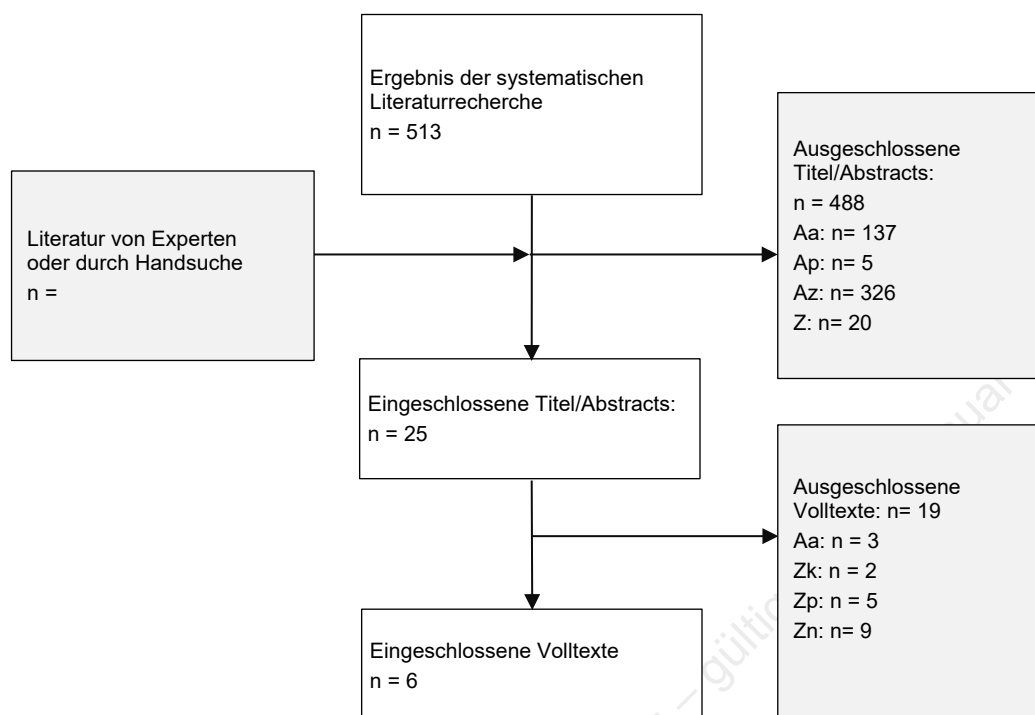 Ergebnis der systematischen
Literaturrecherche
n = 513
Literatur von Experten
oder durch Handsuche
n =
Ausgeschlossene
Titel/Abstracts:
n = 488
Aa: n= 137
Ap: n= 5
Az: n= 326
Z: n= 20
Eingeschlossene Titel/Abstracts:
n = 25
Ausgeschlossene
Volltexte: n= 19
Aa: n = 3
Zk: n = 2
Zp: n = 5
Zn: n= 9
Eingeschlossene Volltexte
n = 6